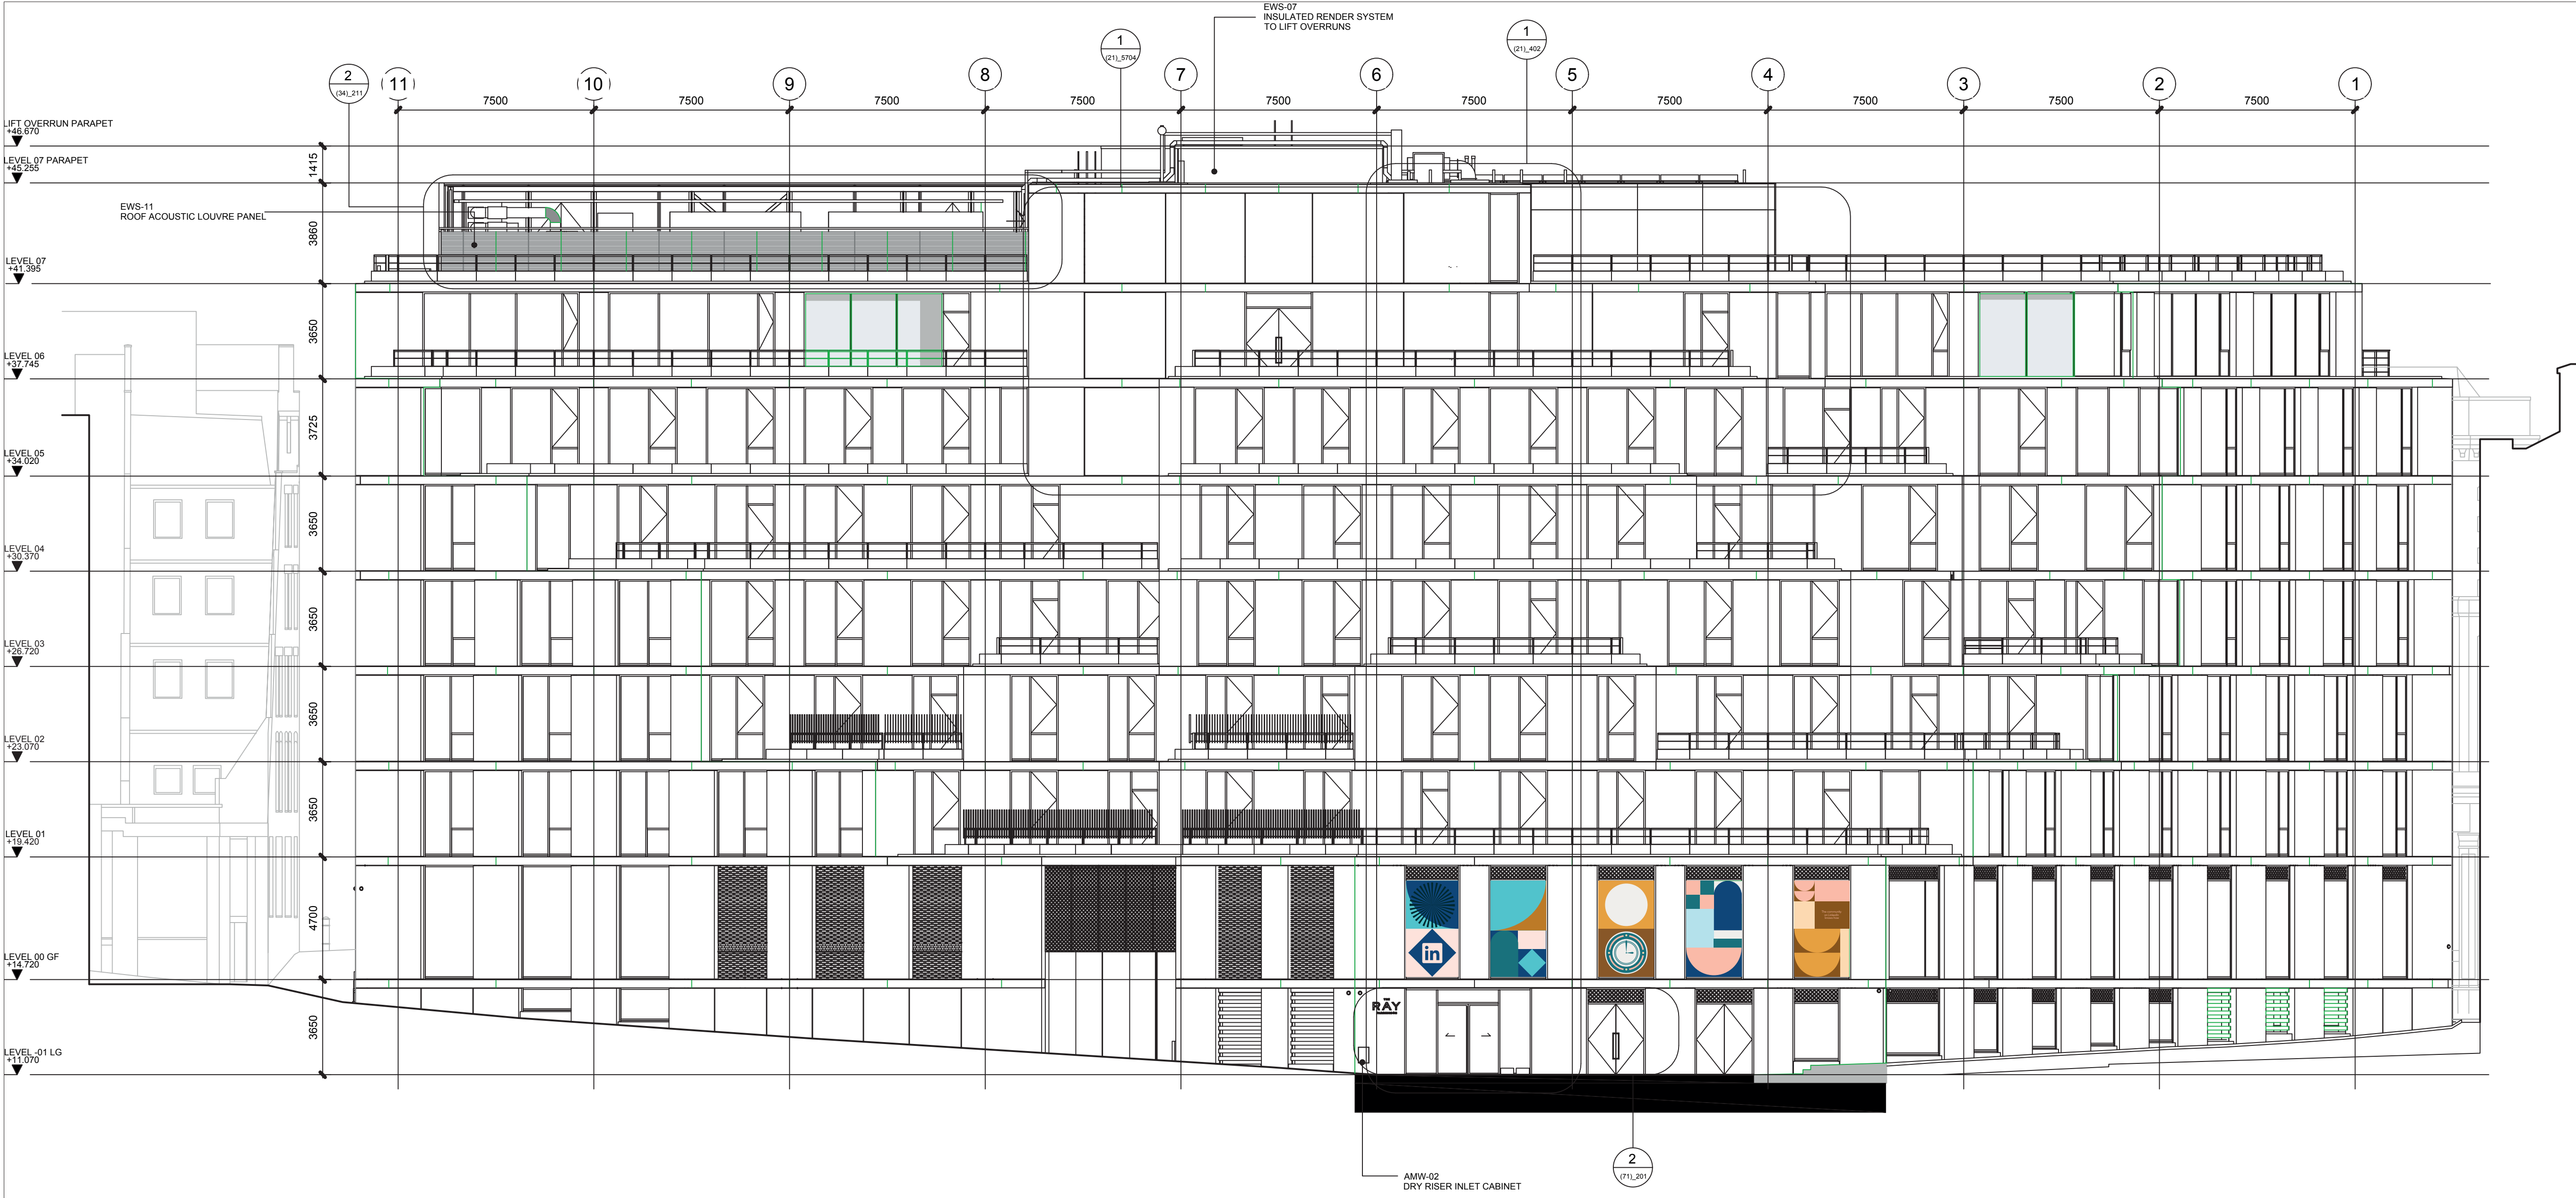 EWS-07
INSULATED RENDER SYSTEM
TO LIFT OVERRUNS
1
(21)_5704
1
(21)_402
2
(34)_211
11
10
9
8
7
6
5
4
3
2
1
7500
7500
7500
7500
7500
7500
7500
7500
7500
7500
LIFT OVERRUN PARAPET
+46.670
1415
LEVEL 07 PARAPET
+45.255
EWS-11
ROOF ACOUSTIC LOUVRE PANEL
3860
LEVEL 07
+41.395
3650
LEVEL 06
+37.745
3725
LEVEL 05
+34.020
3650
LEVEL 04
+30.370
3650
LEVEL 03
+26.720
3650
LEVEL 02
+23.070
3650
LEVEL 01
+19.420
4700
in
LEVEL 00 GF
+14.720
3650
THE
RAY
LEVEL -01 LG
+11.070
2
(71)_201
AMW-02
DRY RISER INLET CABINET